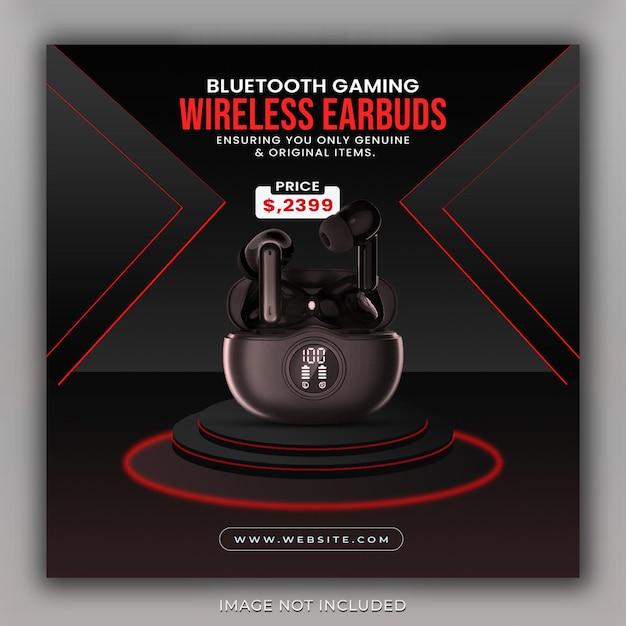 BLUETOOTH GAMING
WIRELESS EARBUDS
ENSURING YOU ONLY GENUINE
& ORIGINAL ITEMS.
PRICE
$,2399
100
L
WWW.WEBSITE.COM
IMAGE NOT INCLUDED